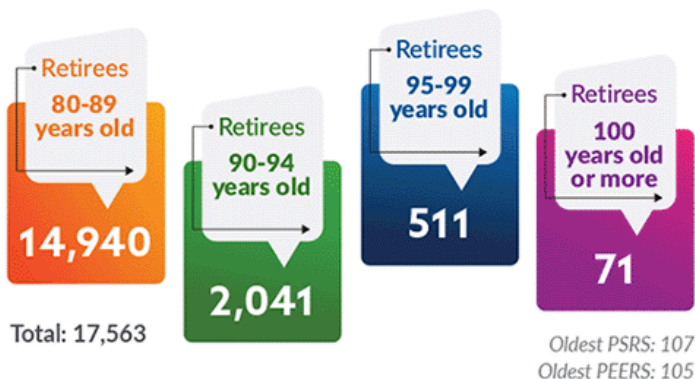 Retirees
80-89
years old
14,940
Retirees
90-94
years old
2,041
Retirees
95-99
years old
511
Retirees
100
years old
or more
71
Total: 17,563
Oldest PSRS: 107
Oldest PEERS: 105